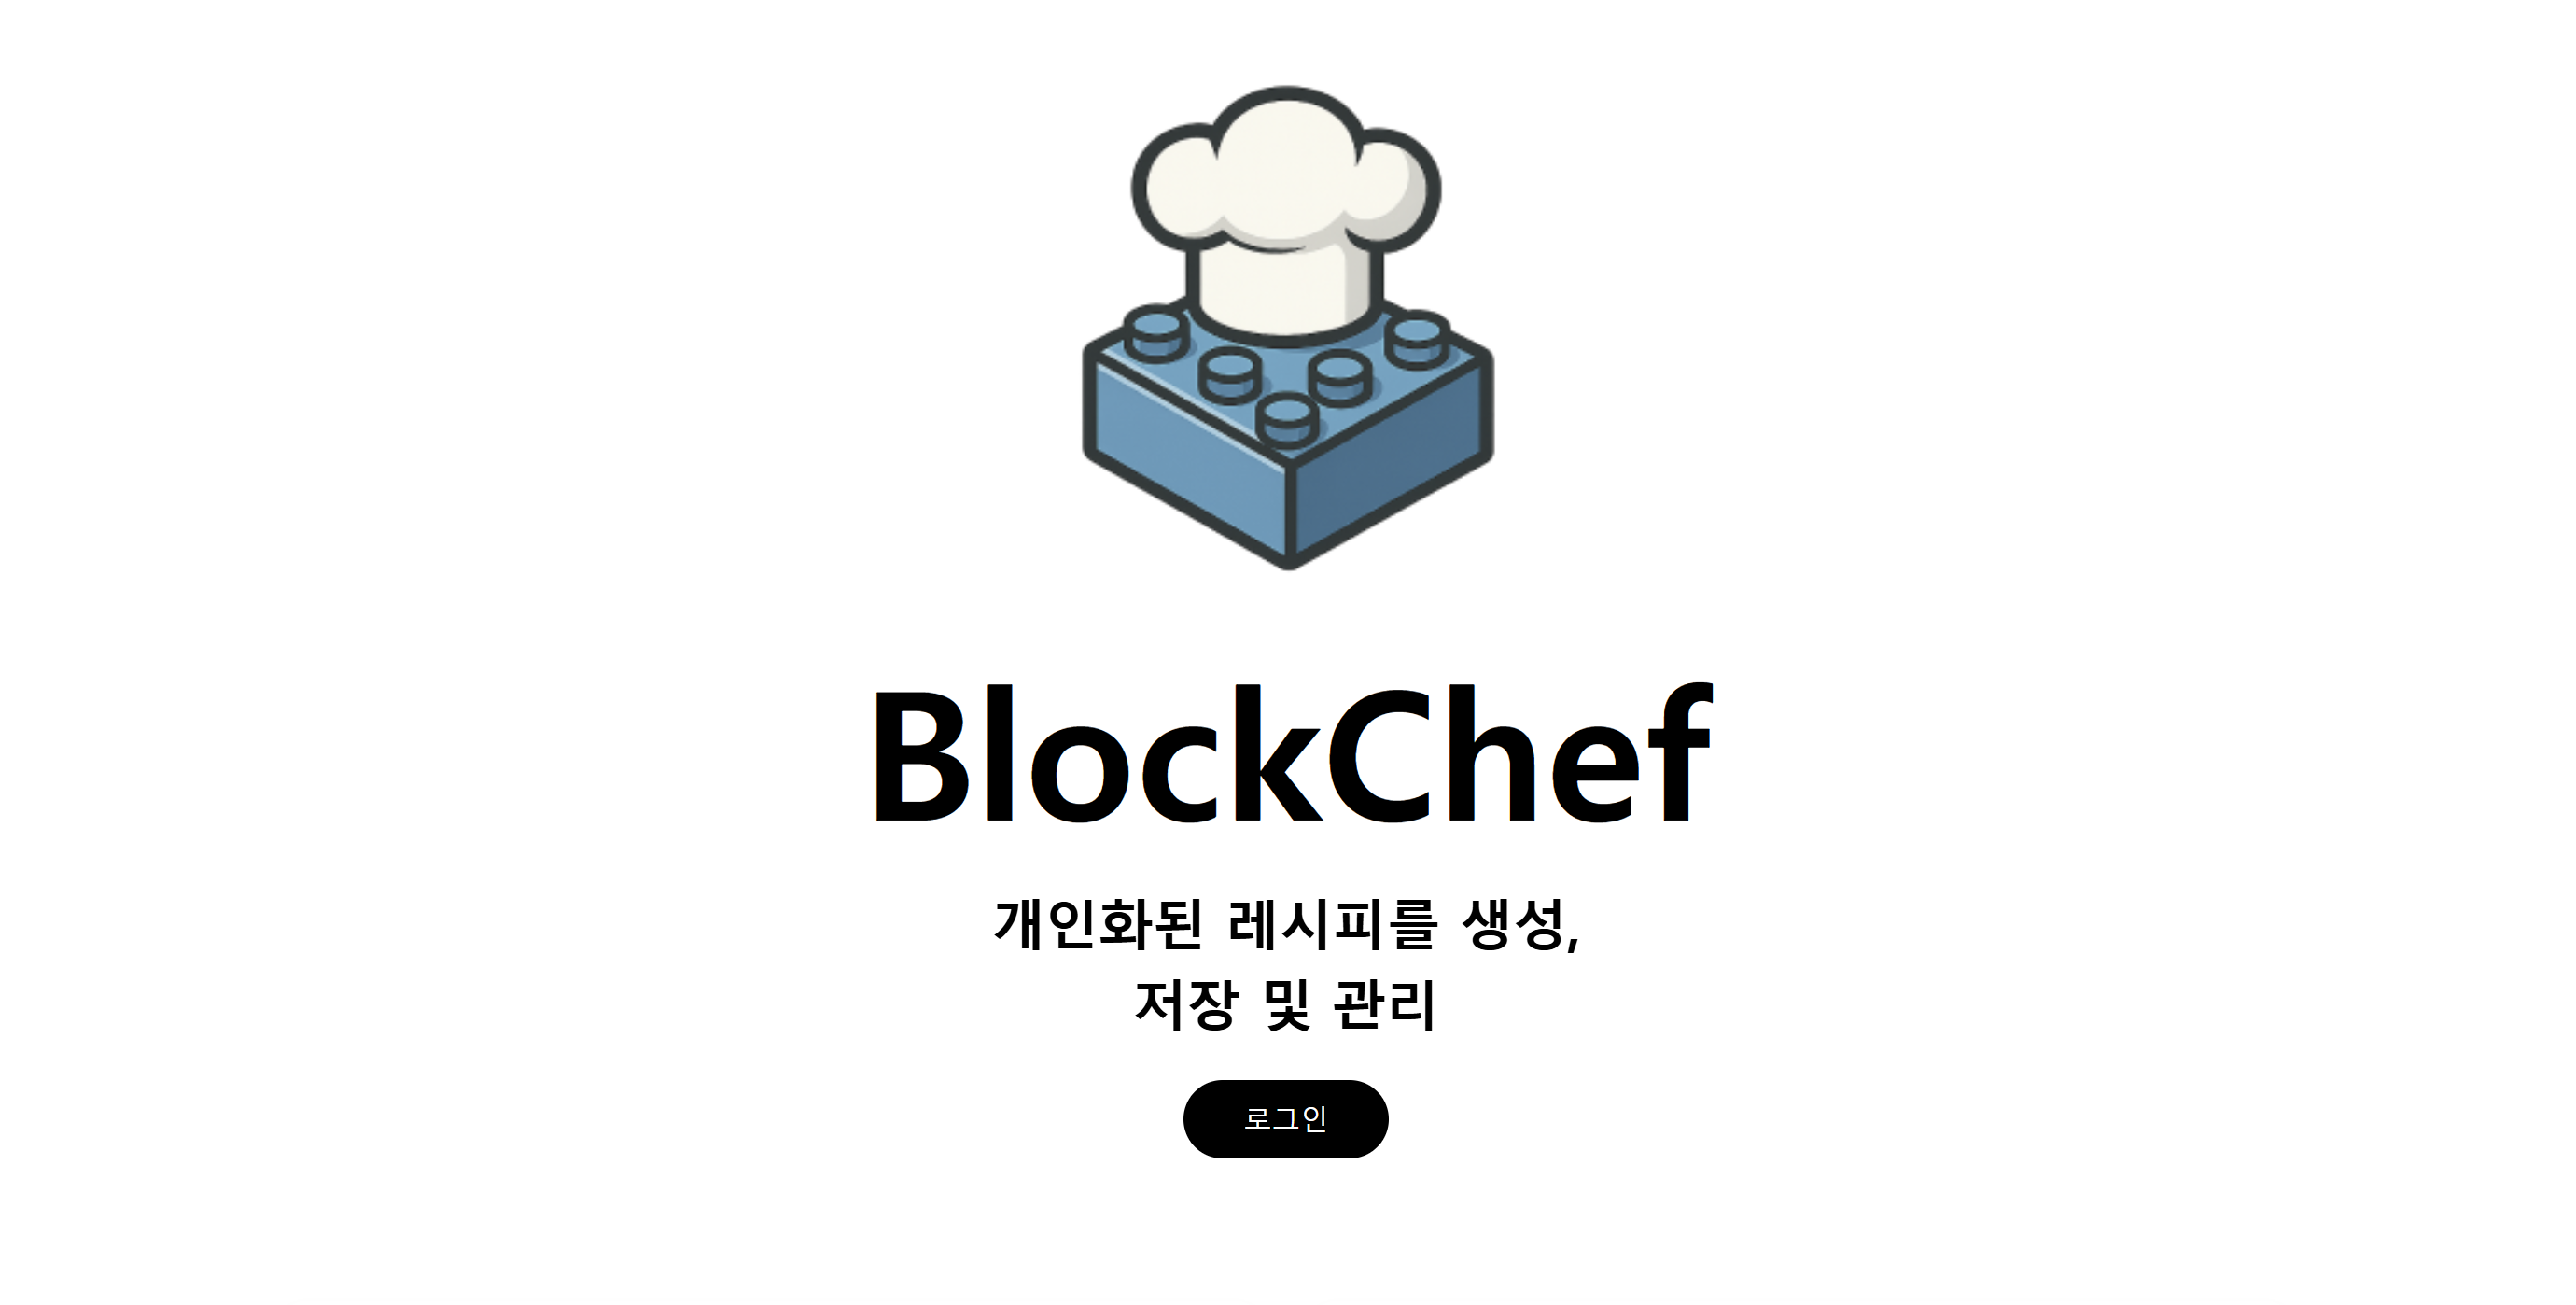 BlockChef
개인화된 레시피를 생성,
저장 및 관리
로그인